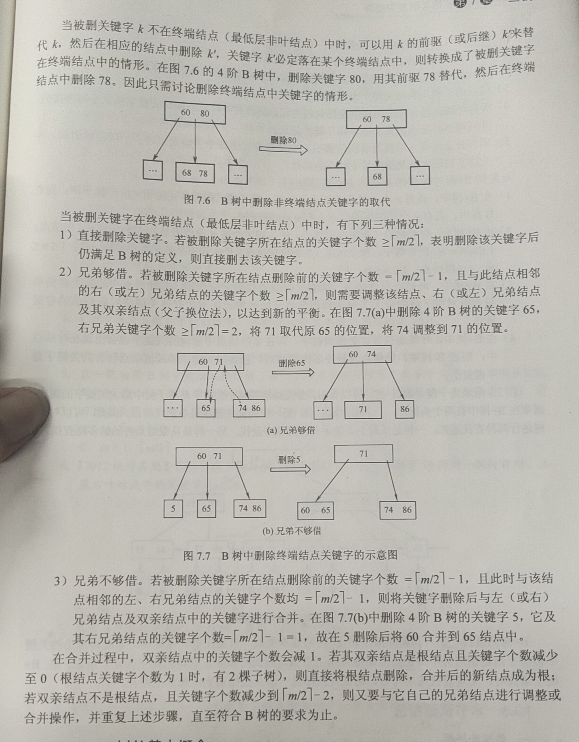 当被删关键字 k 不在终端结点（最低层非叶结点）中时，可以用 k 的前驱（或后继）k′来替
代 k，然后在相应的结点中删除 k′，关键字 k′必定落在某个终端结点中，则转换成了被删关键字
在终端结点中的情形。在图 7.6 的 4 阶 B 树中，删除关键字 80，用其前驱 78 替代，然后在终端
结点中删除 78。因此只需讨论删除终端结点中关键字的情形。
60 80
删除80
60 78
…
68 78
…
…
68
…
图 7.6 B 树中删除非终端结点关键字的取代
当被删关键字在终端结点（最低层非叶结点）中时，有下列三种情况：
1）直接删除关键字。若被删除关键字所在结点的关键字个数 ≥⌈m/2⌉，表明删除该关键字后
仍满足 B 树的定义，则直接删去该关键字。
2）兄弟够借。若被删除关键字所在结点删除前的关键字个数 = ⌈m/2⌉ - 1，且与此结点相邻
的右（或左）兄弟结点的关键字个数 ≥⌈m/2⌉，则需要调整该结点、右（或左）兄弟结点
及其双亲结点（父子换位法），以达到新的平衡。在图 7.7(a)中删除 4 阶 B 树的关键字 65，
右兄弟关键字个数 ≥⌈m/2⌉ = 2，将 71 取代原 65 的位置，将 74 调整到 71 的位置。
60 71
删除65
60 74
…
65
74 86
…
71
86
(a) 兄弟够借
60 71
删除5
71
5
65
74 86
60 65
74 86
(b) 兄弟不够借
图 7.7 B 树中删除终端结点关键字的示意图
3）兄弟不够借。若被删除关键字所在结点删除前的关键字个数 = ⌈m/2⌉ - 1，且此时与该结
点相邻的左、右兄弟结点的关键字个数均 = ⌈m/2⌉ - 1，则将关键字删除后与左（或右）
兄弟结点及双亲结点中的关键字进行合并。在图 7.7(b)中删除 4 阶 B 树的关键字 5，它及
其右兄弟结点的关键字个数= ⌈m/2⌉ - 1 = 1，故在 5 删除后将 60 合并到 65 结点中。
在合并过程中，双亲结点中的关键字个数会减 1。若其双亲结点是根结点且关键字个数减少
至 0（根结点关键字个数为 1 时，有 2 棵子树），则直接将根结点删除，合并后的新结点成为根；
若双亲结点不是根结点，且关键字个数减少到 ⌈m/2⌉ - 2，则又要与它自己的兄弟结点进行调整或
合并操作，并重复上述步骤，直至符合 B 树的要求为止。